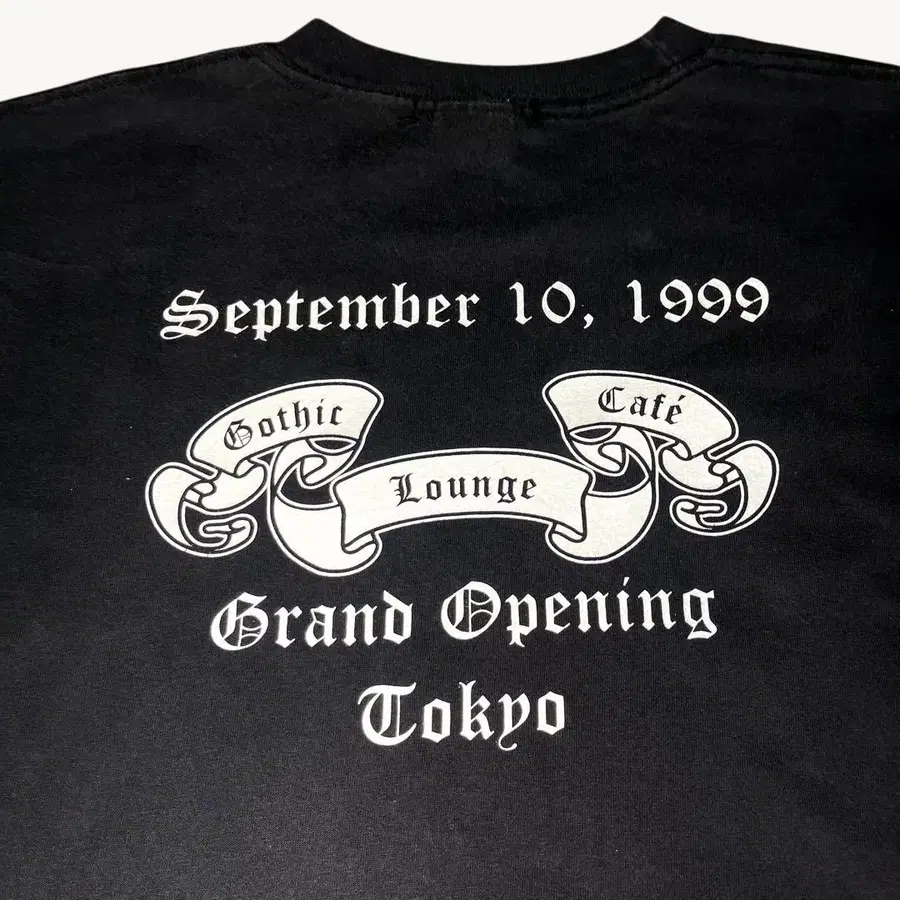 September 10, 1999
Gothic Lounge Café
Grand Opening
Tokyo